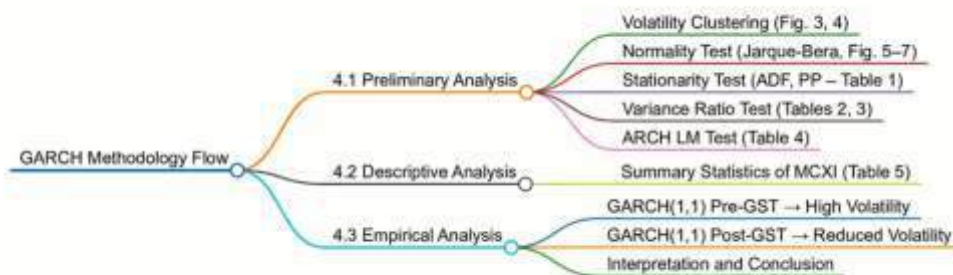 GARCH Methodology Flow
4.1 Preliminary Analysis
Volatility Clustering (Fig. 3, 4)
Normality Test (Jarque-Bera, Fig. 5–7)
Stationarity Test (ADF, PP – Table 1)
Variance Ratio Test (Tables 2, 3)
ARCH LM Test (Table 4)
4.2 Descriptive Analysis
Summary Statistics of MCXI (Table 5)
4.3 Empirical Analysis
GARCH(1,1) Pre-GST → High Volatility
GARCH(1,1) Post-GST → Reduced Volatility
Interpretation and Conclusion